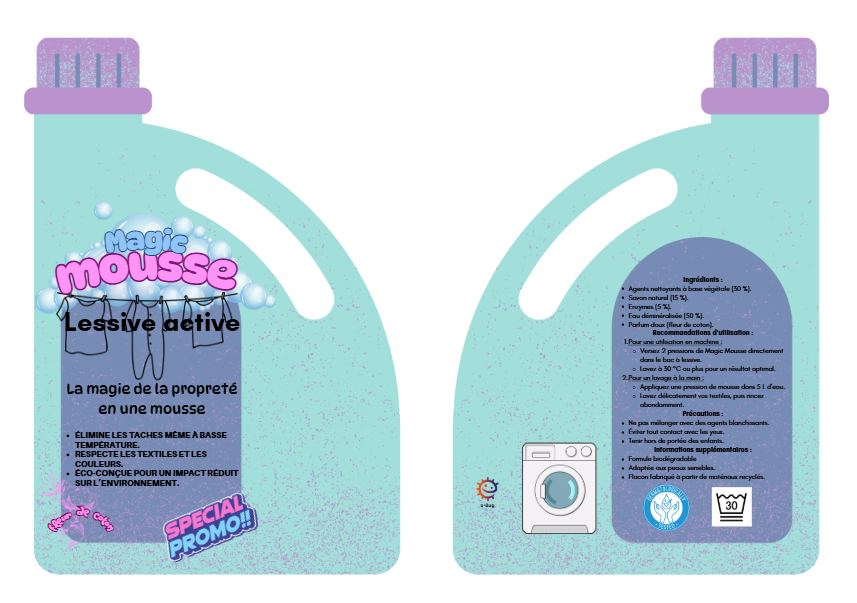 Magic
mousse
Lessive active
La magie de la propreté
en une mousse
• ÉLIMINE LES TACHES MÊME À BASSE
TEMPÉRATURE.
• RESPECTE LES TEXTILES ET LES
COULEURS.
• ÉCO-CONÇUE POUR UN IMPACT RÉDUIT
SUR L'ENVIRONNEMENT.
fleur de coton
SPECIAL
PROMO!!
Ingrédients :
• Agents nettoyants à base végétale (30 %).
• Savon naturel (15 %).
• Enzymes (5 %).
• Eau déminéralisée (50 %).
• Parfum doux (fleur de coton).
Recommandations d'utilisation :
1.Pour une utilisation en machine :
○ Versez 2 pressions de Magic Mousse directement
dans le bac à lessive.
○ Lavez à 30 °C ou plus pour un résultat optimal.
2.Pour un lavage à la main :
○ Appliquez une pression de mousse dans 5 L d'eau.
○ Lavez délicatement vos textiles, puis rincez
abondamment.
Précautions :
• Ne pas mélanger avec des agents blanchissants.
• Éviter tout contact avec les yeux.
• Tenir hors de portée des enfants.
Informations supplémentaires :
• Formule biodégradable
• Adaptée aux peaux sensibles.
• Flacon fabriqué à partir de matériaux recyclés.
e-Bug
DERMATOLOGICALLY
TESTED
30